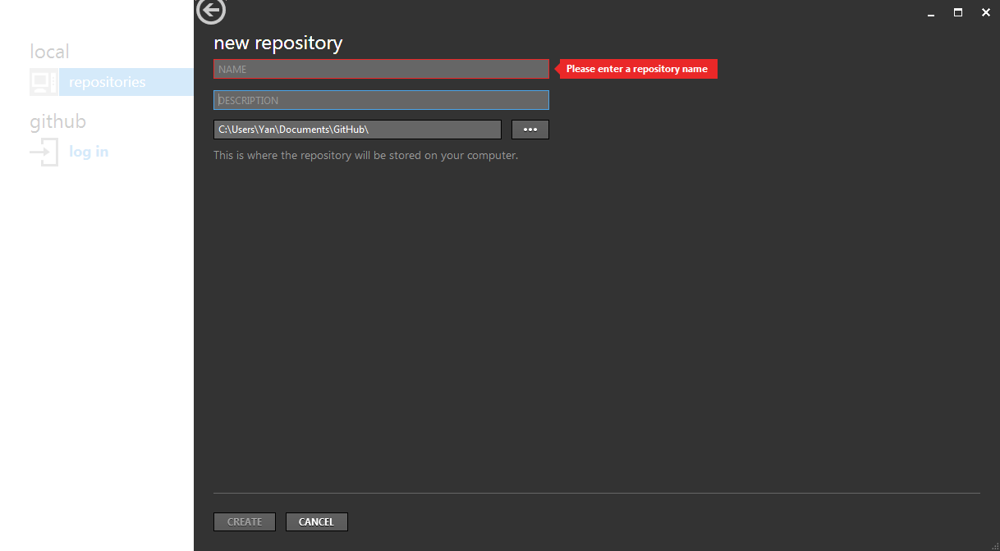 local
repositories
github
log in
new repository
NAME
Please enter a repository name
DESCRIPTION
C:\Users\Yan\Documents\GitHub\
•••
This is where the repository will be stored on your computer.
CREATE
CANCEL